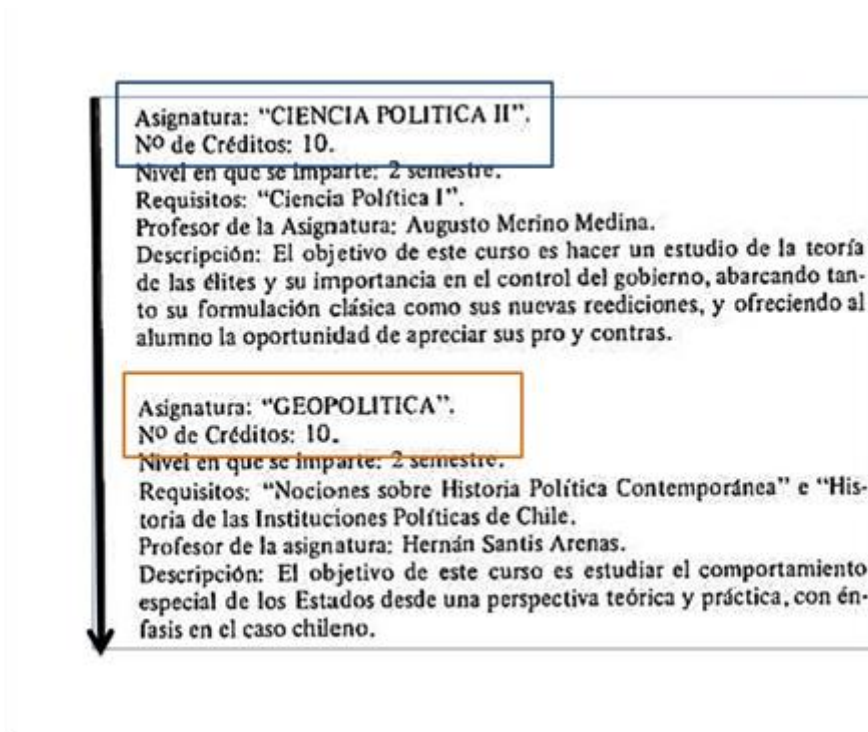 Asignatura: “CIENCIA POLITICA II”.
Nº de Créditos: 10.
Nivel en que se imparte: 2 semestre.
Requisitos: “Ciencia Política I”.
Profesor de la Asignatura: Augusto Merino Medina.
Descripción: El objetivo de este curso es hacer un estudio de la teoría
de las élites y su importancia en el control del gobierno, abarcando tan-
to su formulación clásica como sus nuevas reediciones, y ofreciendo al
alumno la oportunidad de apreciar sus pro y contras.
Asignatura: “GEOPOLITICA”.
Nº de Créditos: 10.
Nivel en que se imparte: 2 semestre.
Requisitos: “Nociones sobre Historia Política Contemporánea” e “His-
toria de las Instituciones Políticas de Chile.
Profesor de la asignatura: Hernán Santis Arenas.
Descripción: El objetivo de este curso es estudiar el comportamiento
especial de los Estados desde una perspectiva teórica y práctica, con én-
fasis en el caso chileno.